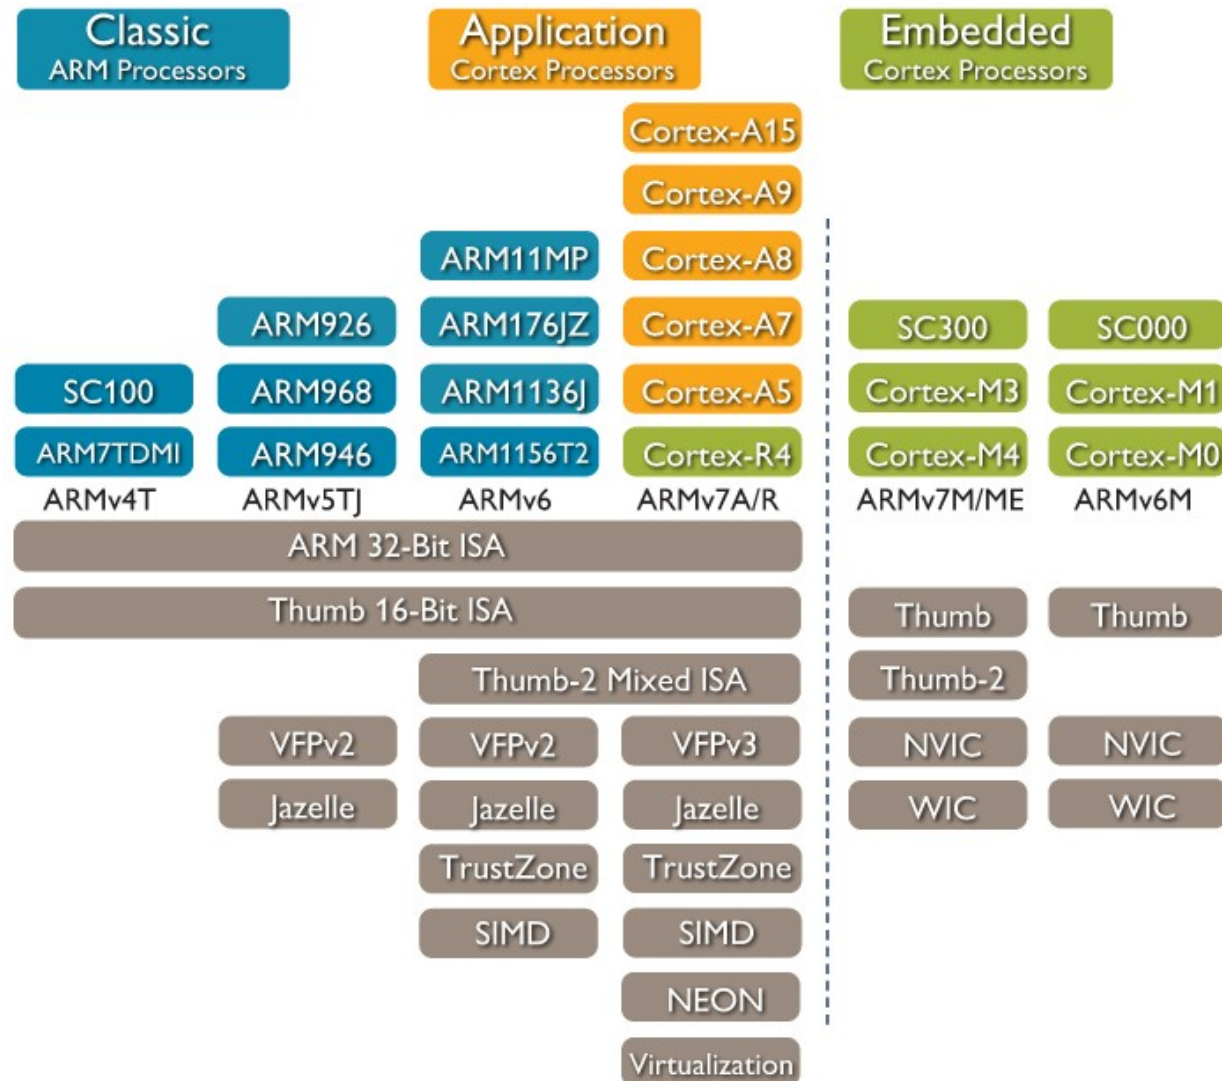 Classic
ARM Processors
Application
Cortex Processors
Embedded
Cortex Processors
Cortex-A15
Cortex-A9
ARM11MP
Cortex-A8
ARM926
ARM176JZ
Cortex-A7
SC300
SC000
SC100
ARM968
ARM1136J
Cortex-A5
Cortex-M3
Cortex-M1
ARM7TDMI
ARM946
ARM1156T2
Cortex-R4
Cortex-M4
Cortex-M0
ARMv4T
ARMv5TJ
ARMv6
ARMv7A/R
ARMv7M/ME
ARMv6M
ARM 32-Bit ISA
Thumb 16-Bit ISA
Thumb
Thumb
Thumb-2 Mixed ISA
Thumb-2
VFPv2
VFPv2
VFPv3
NVIC
NVIC
Jazelle
Jazelle
Jazelle
WIC
WIC
TrustZone
TrustZone
SIMD
SIMD
NEON
Virtualization